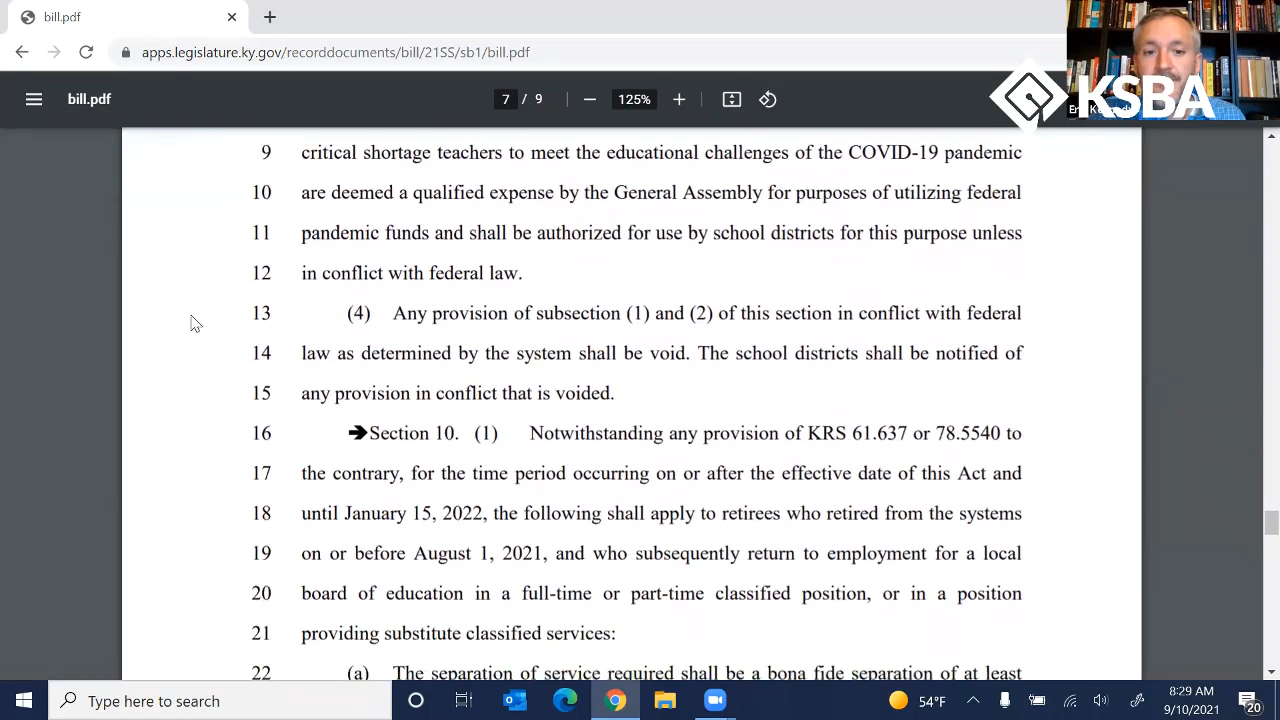 bill.pdf
apps.legislature.ky.gov/recorddocuments/bill/21SS/sb1/bill.pdf
bill.pdf
7 / 9
125%
KSBA
9 critical shortage teachers to meet the educational challenges of the COVID-19 pandemic
10 are deemed a qualified expense by the General Assembly for purposes of utilizing federal
11 pandemic funds and shall be authorized for use by school districts for this purpose unless
12 in conflict with federal law.
13 (4) Any provision of subsection (1) and (2) of this section in conflict with federal
14 law as determined by the system shall be void. The school districts shall be notified of
15 any provision in conflict that is voided.
16 ➔Section 10. (1) Notwithstanding any provision of KRS 61.637 or 78.5540 to
17 the contrary, for the time period occurring on or after the effective date of this Act and
18 until January 15, 2022, the following shall apply to retirees who retired from the systems
19 on or before August 1, 2021, and who subsequently return to employment for a local
20 board of education in a full-time or part-time classified position, or in a position
21 providing substitute classified services:
22 (a) The separation of service required shall be a bona fide separation of at least
Type here to search
54°F
8:29 AM
9/10/2021
20